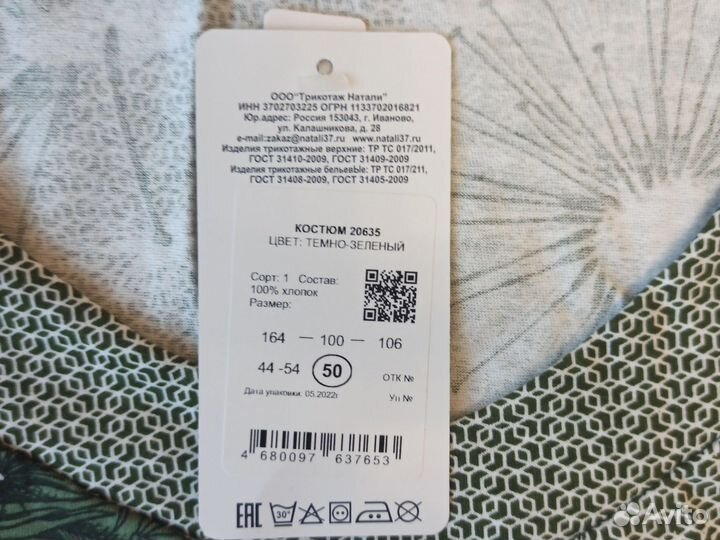 ООО"Трикотаж Натали"
ИНН 3702703225 ОГРН 1133702016821
Юр.адрес: Россия 153043, г. Иваново,
ул. Калашникова, д. 28
e-mail:zakaz@natali37.ru www.natali37.ru
Изделия трикотажные верхние: ТР ТС 017/2011,
ГОСТ 31410-2009, ГОСТ 31409-2009
Изделия трикотажные бельевЫе: ТР ТС 017/211,
ГОСТ 31408-2009, ГОСТ 31405-2009
КОСТЮМ 20635
ЦВЕТ: ТЕМНО-ЗЕЛЕНЫЙ
Сорт: 1 Состав:
100% хлопок
Размер:
164 — 100 — 106
44 -54 50 ОТК №
Дата упаковки: 05.2022г Уп №
4 680097 637653
EAC 30°
Avito